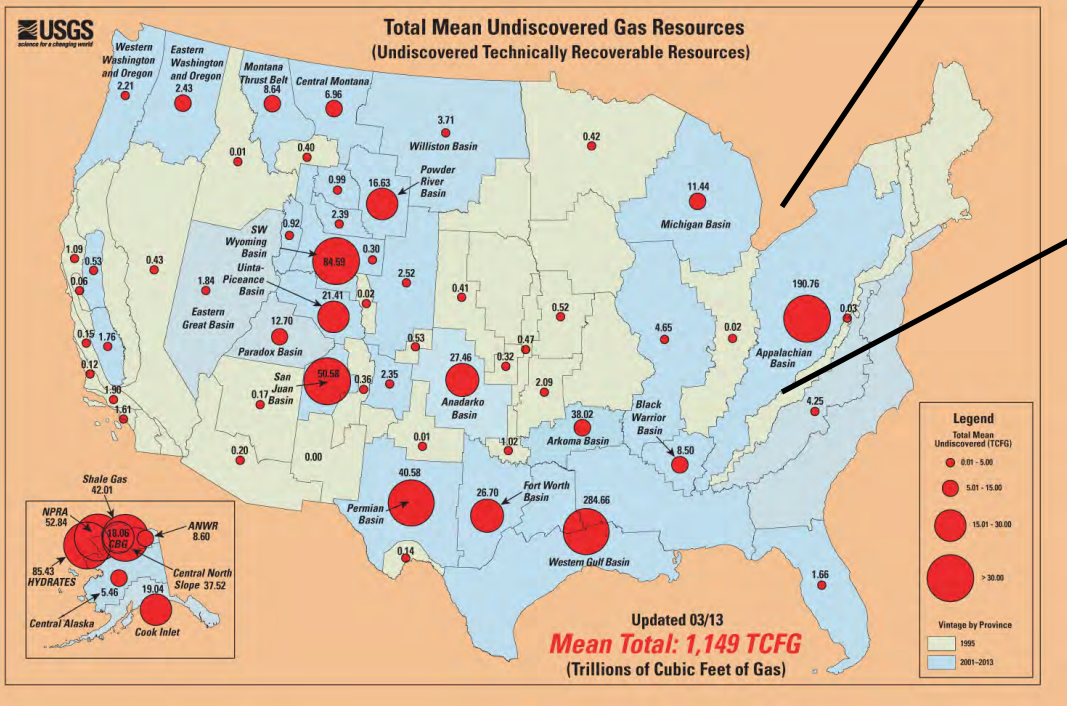 USGS
science for a changing world
Total Mean Undiscovered Gas Resources
(Undiscovered Technically Recoverable Resources)
Western
Washington
and Oregon
2.21
Eastern
Washington
and Oregon
2.43
Montana
Thrust Belt
8.64
Central Montana
6.96
3.71
Williston Basin
0.42
0.01
0.40
0.99
16.63
Powder
River
Basin
11.44
Michigan Basin
2.39
0.92
SW
Wyoming
Basin
84.59
0.30
1.09
0.53
0.06
0.43
1.84
Eastern
Great Basin
Uinta-
Piceance
Basin
21.41
0.02
2.52
0.41
0.52
190.76
0.03
Appalachian
Basin
12.70
Paradox Basin
0.15
1.76
0.12
1.90
1.61
0.53
0.47
0.32
4.65
0.02
27.46
Anadarko
Basin
50.58
San
Juan
Basin
0.17
0.36
2.35
2.09
4.25
38.02
Arkoma Basin
Black
Warrior
Basin
8.50
0.20
0.00
0.01
1.02
40.58
Permian
Basin
26.70
Fort Worth
Basin
284.66
Western Gulf Basin
0.14
1.66
Shale Gas
42.01
NPRA
52.84
18.06
CBG
ANWR
8.60
85.43
HYDRATES
Central North
Slope 37.52
5.46
19.04
Central Alaska
Cook Inlet
Updated 03/13
Mean Total: 1,149 TCFG
(Trillions of Cubic Feet of Gas)
Legend
Total Mean
Undiscovered (TCFG)
0.01 - 5.00
5.01 - 15.00
15.01 - 30.00
> 30.00
Vintage by Province
1995
2001–2013